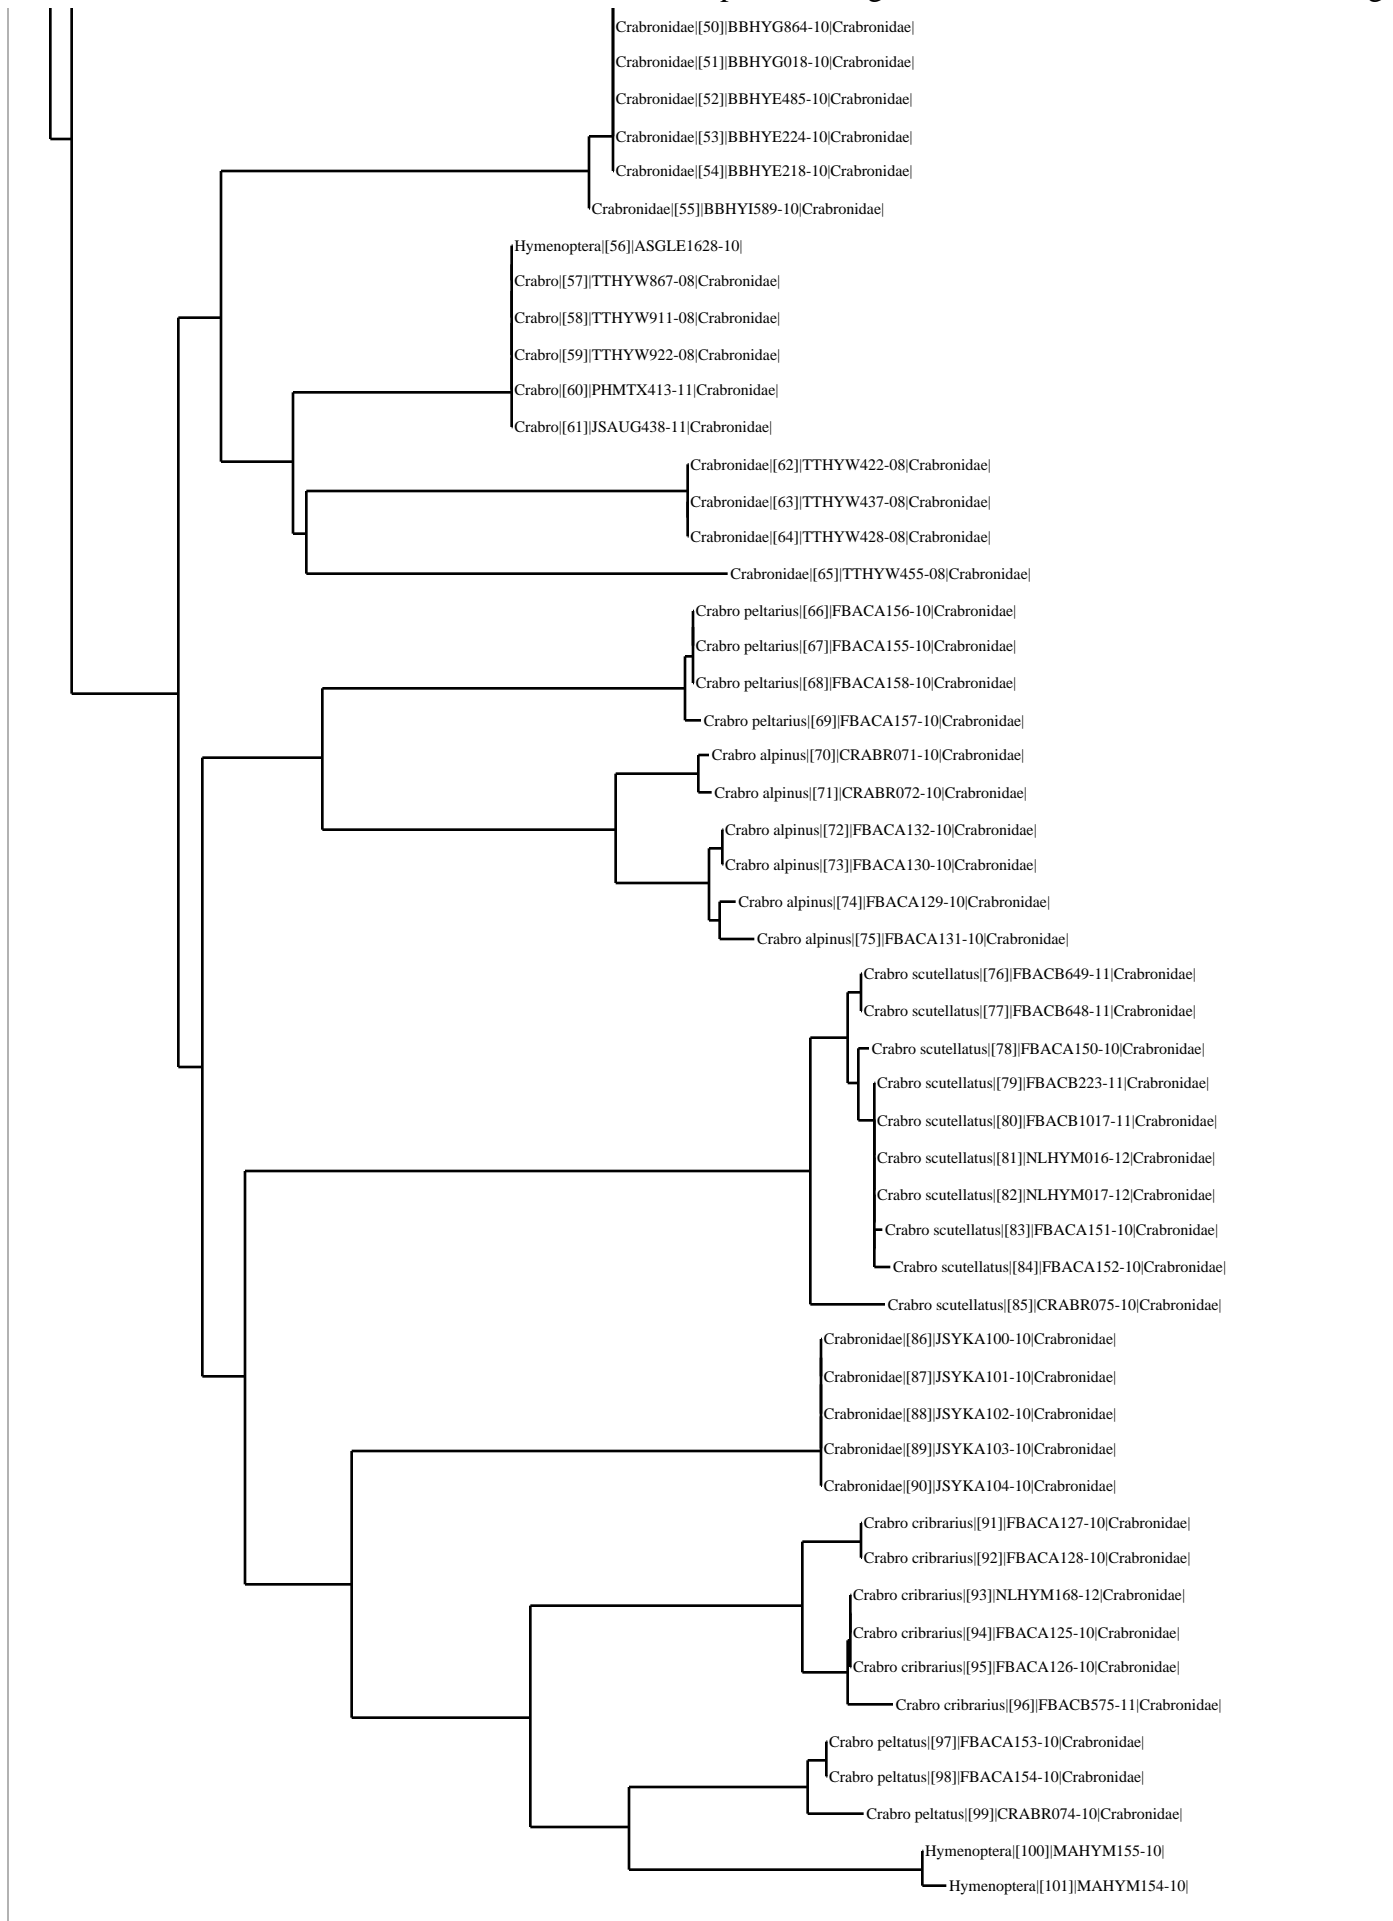 Crabronidae|[50]|BBHYG864-10|Crabronidae|
Crabronidae|[51]|BBHYG018-10|Crabronidae|
Crabronidae|[52]|BBHYE485-10|Crabronidae|
Crabronidae|[53]|BBHYE224-10|Crabronidae|
Crabronidae|[54]|BBHYE218-10|Crabronidae|
Crabronidae|[55]|BBHYI589-10|Crabronidae|
Hymenoptera|[56]|ASGLE1628-10|
Crabro|[57]|TTHYW867-08|Crabronidae|
Crabro|[58]|TTHYW911-08|Crabronidae|
Crabro|[59]|TTHYW922-08|Crabronidae|
Crabro|[60]|PHMTX413-11|Crabronidae|
Crabro|[61]|JSAUG438-11|Crabronidae|
Crabronidae|[62]|TTHYW422-08|Crabronidae|
Crabronidae|[63]|TTHYW437-08|Crabronidae|
Crabronidae|[64]|TTHYW428-08|Crabronidae|
Crabronidae|[65]|TTHYW455-08|Crabronidae|
Crabro peltarius|[66]|FBACA156-10|Crabronidae|
Crabro peltarius|[67]|FBACA155-10|Crabronidae|
Crabro peltarius|[68]|FBACA158-10|Crabronidae|
Crabro peltarius|[69]|FBACA157-10|Crabronidae|
Crabro alpinus|[70]|CRABR071-10|Crabronidae|
Crabro alpinus|[71]|CRABR072-10|Crabronidae|
Crabro alpinus|[72]|FBACA132-10|Crabronidae|
Crabro alpinus|[73]|FBACA130-10|Crabronidae|
Crabro alpinus|[74]|FBACA129-10|Crabronidae|
Crabro alpinus|[75]|FBACA131-10|Crabronidae|
Crabro scutellatus|[76]|FBACB649-11|Crabronidae|
Crabro scutellatus|[77]|FBACB648-11|Crabronidae|
Crabro scutellatus|[78]|FBACA150-10|Crabronidae|
Crabro scutellatus|[79]|FBACB223-11|Crabronidae|
Crabro scutellatus|[80]|FBACB1017-11|Crabronidae|
Crabro scutellatus|[81]|NLHYM016-12|Crabronidae|
Crabro scutellatus|[82]|NLHYM017-12|Crabronidae|
Crabro scutellatus|[83]|FBACA151-10|Crabronidae|
Crabro scutellatus|[84]|FBACA152-10|Crabronidae|
Crabro scutellatus|[85]|CRABR075-10|Crabronidae|
Crabronidae|[86]|JSYKA100-10|Crabronidae|
Crabronidae|[87]|JSYKA101-10|Crabronidae|
Crabronidae|[88]|JSYKA102-10|Crabronidae|
Crabronidae|[89]|JSYKA103-10|Crabronidae|
Crabronidae|[90]|JSYKA104-10|Crabronidae|
Crabro cribrarius|[91]|FBACA127-10|Crabronidae|
Crabro cribrarius|[92]|FBACA128-10|Crabronidae|
Crabro cribrarius|[93]|NLHYM168-12|Crabronidae|
Crabro cribrarius|[94]|FBACA125-10|Crabronidae|
Crabro cribrarius|[95]|FBACA126-10|Crabronidae|
Crabro cribrarius|[96]|FBACB575-11|Crabronidae|
Crabro peltatus|[97]|FBACA153-10|Crabronidae|
Crabro peltatus|[98]|FBACA154-10|Crabronidae|
Crabro peltatus|[99]|CRABR074-10|Crabronidae|
Hymenoptera|[100]|MAHYM155-10|
Hymenoptera|[101]|MAHYM154-10|